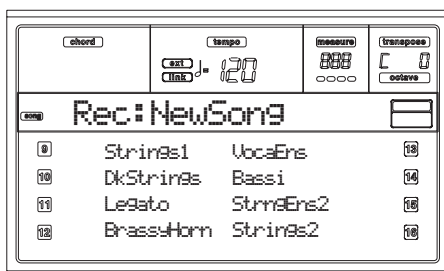 chord tempo measure transpose
ext link ♩= 120 888 C 0
octave
song Rec:NewSong
9 Strings1 VocaEns 13
10 DkStrings Bassi 14
11 Legato StrngEns2 15
12 BrassyHorn Strings2 16